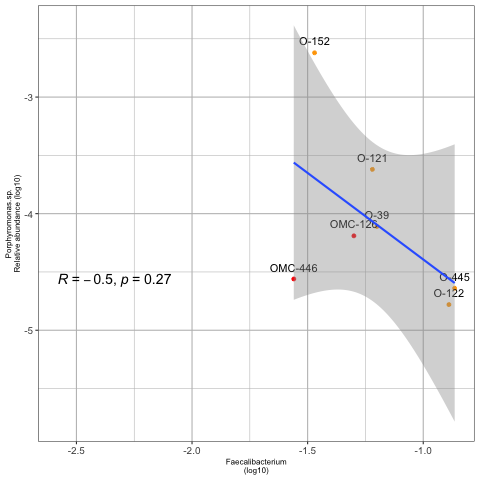 O-152
-3
O-121
O-39
-4
OMC-126
OMC-446
O-445
R = −0.5, p = 0.27
O-122
-5
-2.5 -2.0 -1.5 -1.0
Faecalibacterium
(log10)
Porphyromonas.sp.
Relative abundance (log10)